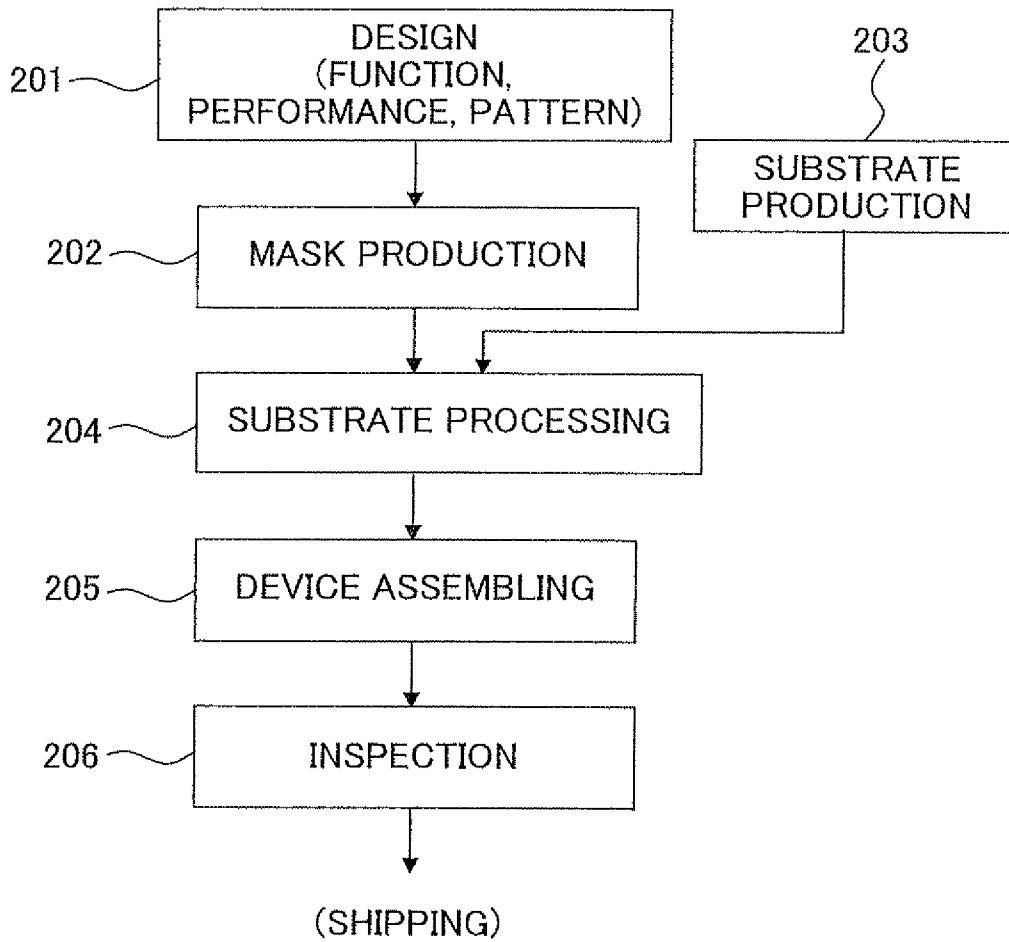 201
DESIGN
(FUNCTION,
PERFORMANCE, PATTERN)
203
SUBSTRATE
PRODUCTION
202
MASK PRODUCTION
204
SUBSTRATE PROCESSING
205
DEVICE ASSEMBLING
206
INSPECTION
(SHIPPING)